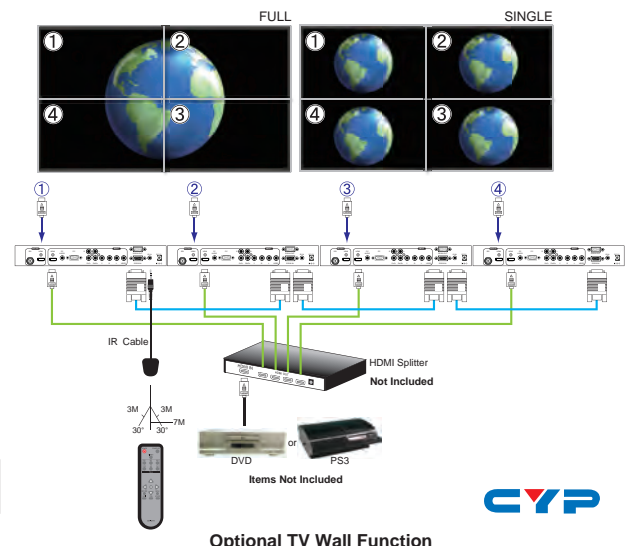 FULL
SINGLE
① ②
④ ③
① ②
④ ③
① ② ③ ④
IR Cable
HDMI Splitter
Not Included
3M 3M
7M
30° 30°
or
DVD PS3
Items Not Included
CYP
Optional TV Wall Function